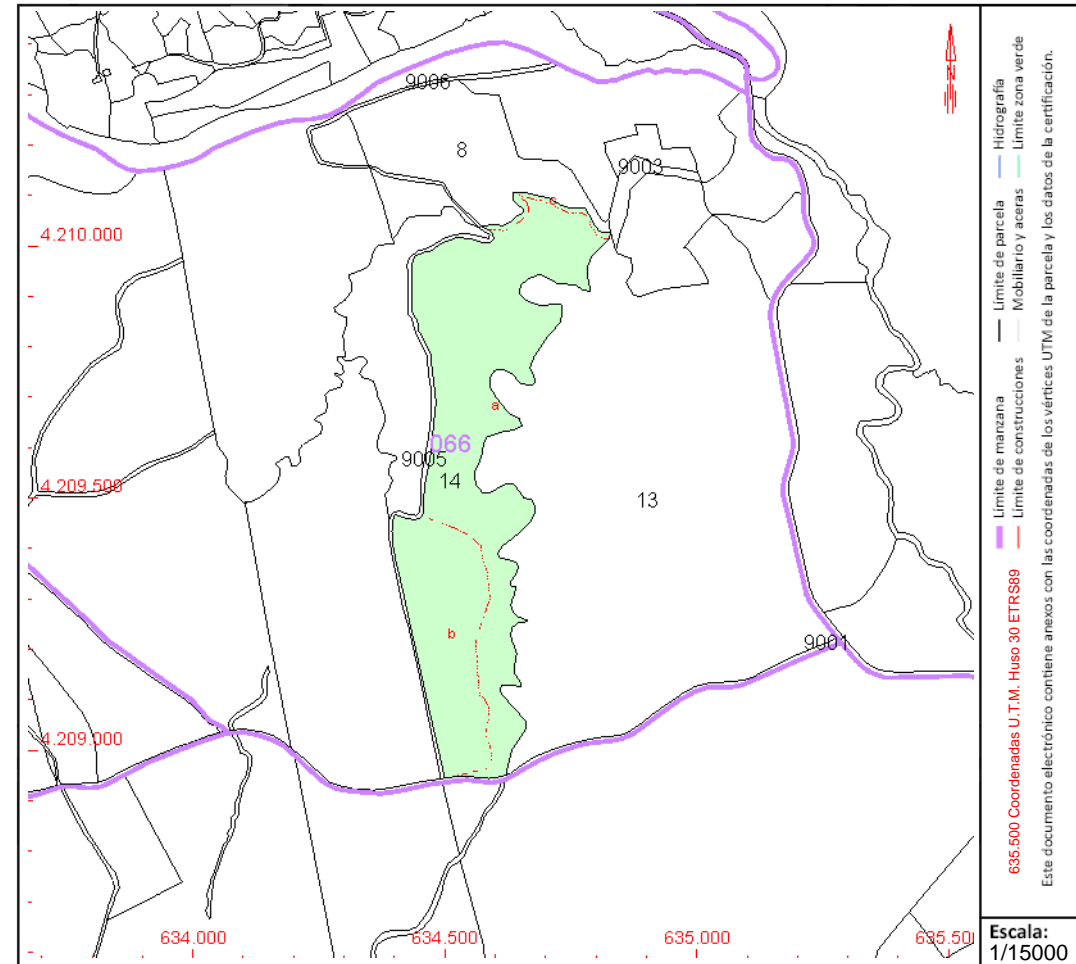 9006
8
9003
c
4.210.000
a
066
9005
14
4.209.500
13
b
9001
4.209.000
634.000
634.500
635.000
635.500
Hidrografía
Límite zona verde
Límite de parcela
Mobiliario y aceras
Límite de manzana
Límite de construcciones
635.500 Coordenadas U.T.M. Huso 30 ETRS89
Este documento electrónico contiene anexos con las coordenadas de los vértices UTM de la parcela y los datos de la certificación.
Escala:
1/15000